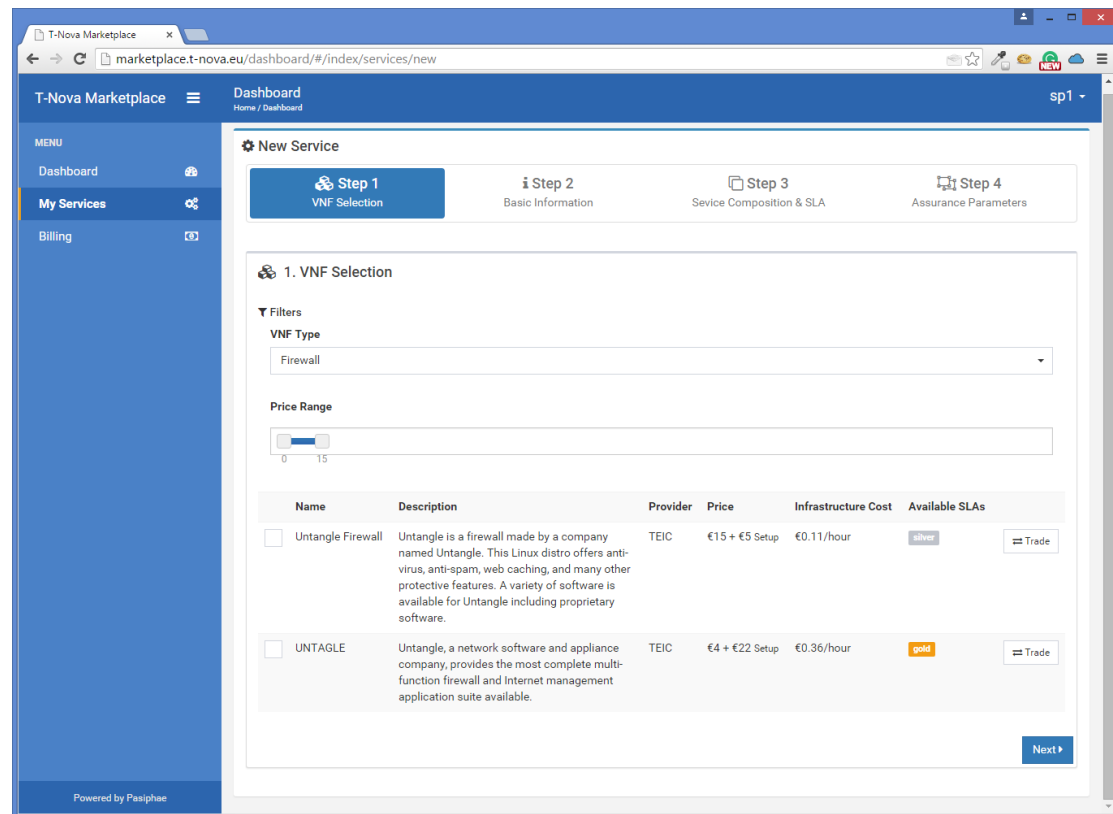 T-Nova Marketplace
marketplace.t-nova.eu/dashboard/#/index/services/new
NEW
T-Nova Marketplace
Dashboard
Home / Dashboard
sp1
MENU
Dashboard
My Services
Billing
New Service
Step 1
VNF Selection
Step 2
Basic Information
Step 3
Sevice Composition & SLA
Step 4
Assurance Parameters
1. VNF Selection
Filters
VNF Type
Firewall
Price Range
0 15
Name Description Provider Price Infrastructure Cost Available SLAs
Untangle Firewall Untangle is a firewall made by a company TEIC €15 + €5 Setup €0.11/hour silver Trade
named Untangle. This Linux distro offers anti-
virus, anti-spam, web caching, and many other
protective features. A variety of software is
available for Untangle including proprietary
software.
UNTAGLE Untangle, a network software and appliance TEIC €4 + €22 Setup €0.36/hour gold Trade
company, provides the most complete multi-
function firewall and Internet management
application suite available.
Next
Powered by Pasiphae